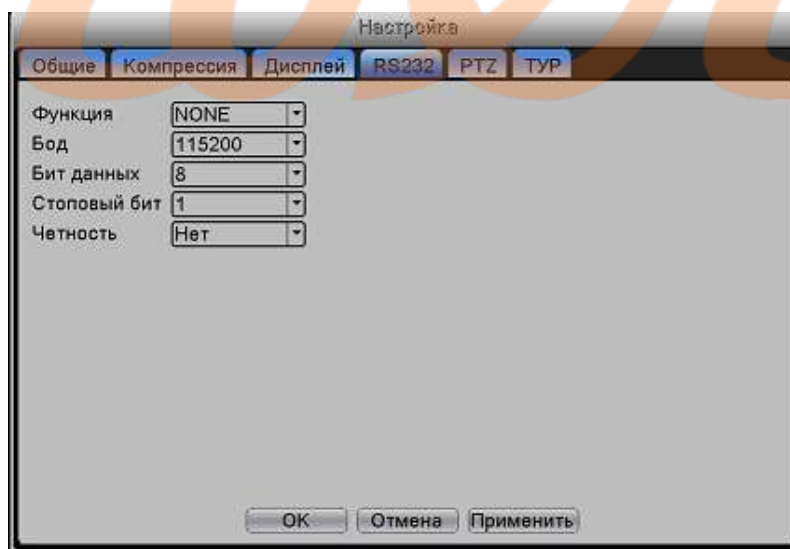 Настройка
Общие Компрессия Дисплей RS232 PTZ ТУР
Функция NONE
Бод 115200
Бит данных 8
Стоповый бит 1
Четность Нет
OK Отмена Применить